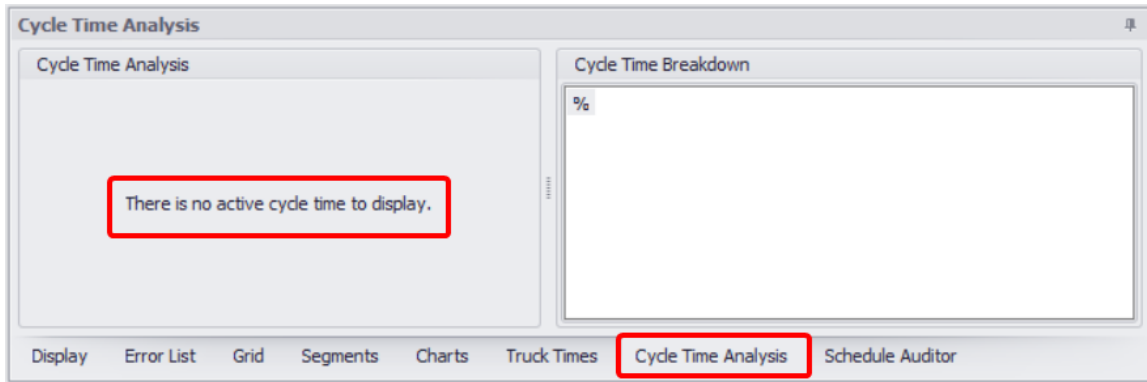 Cycle Time Analysis
Cycle Time Analysis
Cycle Time Breakdown
%
There is no active cycle time to display.
Display Error List Grid Segments Charts Truck Times Cycle Time Analysis Schedule Auditor